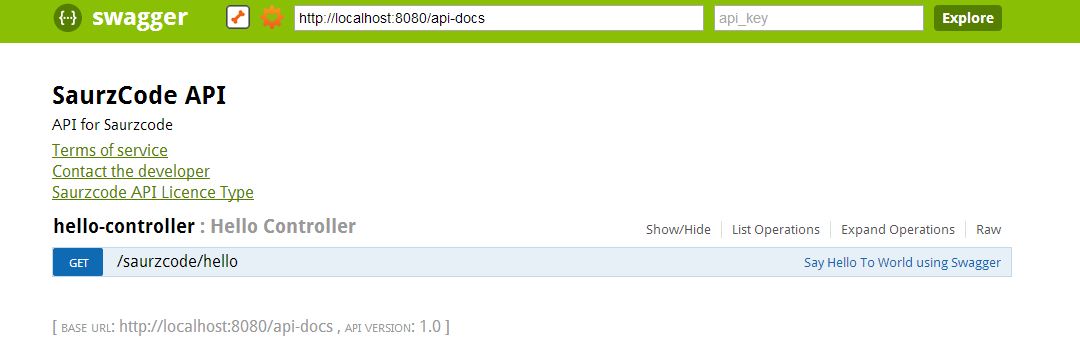 {··} swagger http://localhost:8080/api-docs api_key Explore
SaurzCode API
API for Saurzcode
Terms of service
Contact the developer
Saurzcode API Licence Type
hello-controller : Hello Controller Show/Hide List Operations Expand Operations Raw
GET /saurzcode/hello Say Hello To World using Swagger
[ BASE URL: http://localhost:8080/api-docs , API VERSION: 1.0 ]